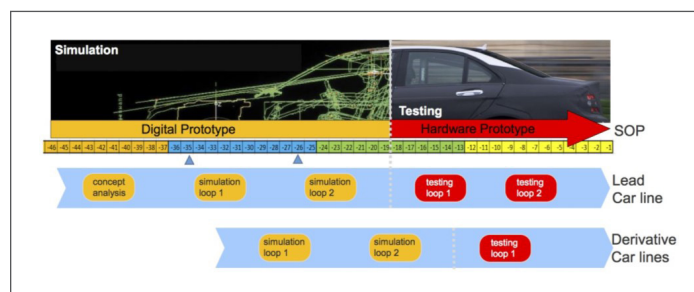 Simulation
Testing
Digital Prototype
Hardware Prototype
SOP
-46 -45 -44 -43 -42 -41 -40 -39 -38 -37 -36 -35 -34 -33 -32 -31 -30 -29 -28 -27 -26 -25 -24 -23 -22 -21 -20 -19 -18 -17 -16 -15 -14 -13 -12 -11 -10 -9 -8 -7 -6 -5 -4 -3 -2 -1
concept
analysis
simulation
loop 1
simulation
loop 2
testing
loop 1
testing
loop 2
Lead
Car line
simulation
loop 1
simulation
loop 2
testing
loop 1
Derivative
Car lines